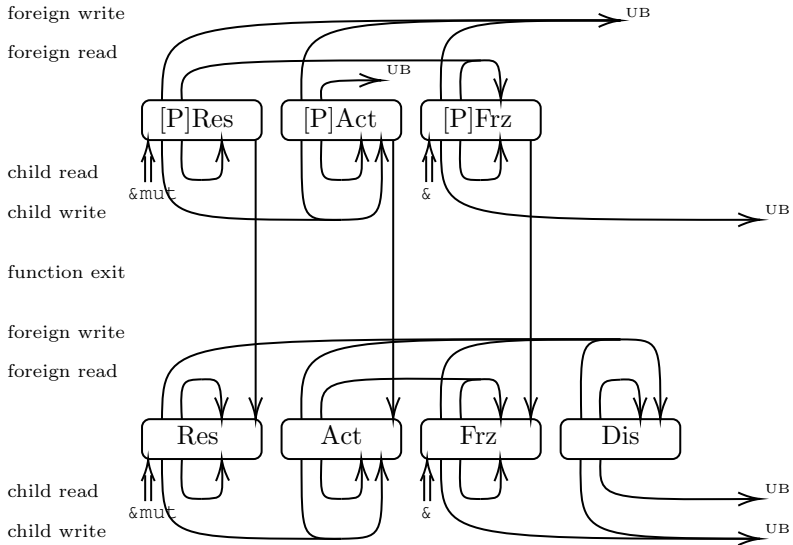 foreign write
UB
foreign read
UB
[P]Res [P]Act [P]Frz
child read
&mut &
child write
UB
function exit
foreign write
foreign read
Res Act Frz Dis
child read
UB
&mut &
child write
UB